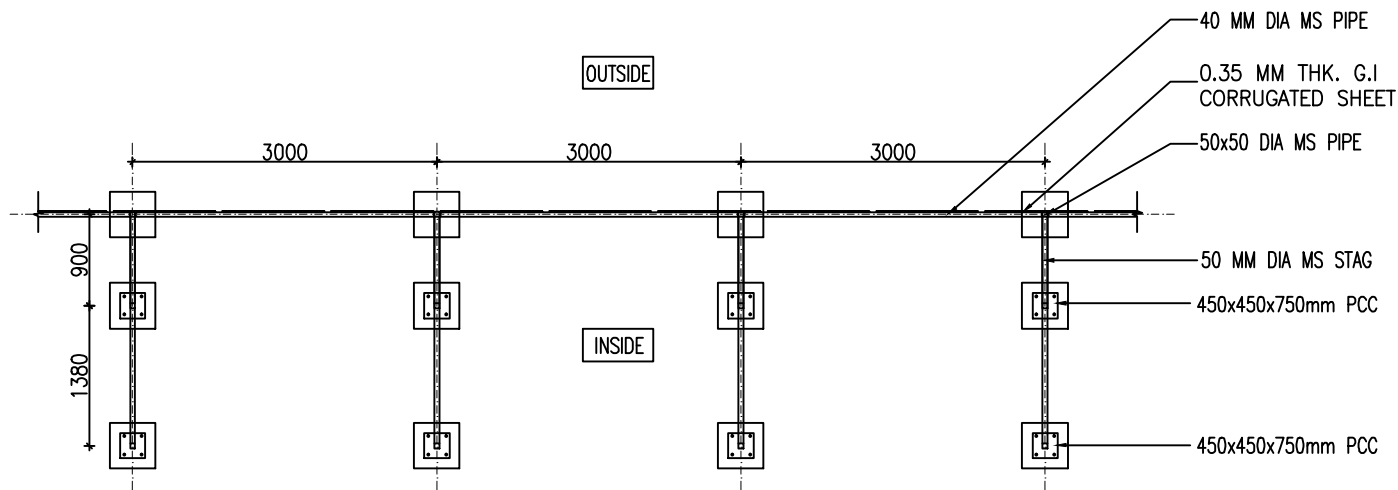 40 MM DIA MS PIPE
OUTSIDE
0.35 MM THK. G.I
CORRUGATED SHEET
3000
3000
3000
50x50 DIA MS PIPE
900
50 MM DIA MS STAG
450x450x750mm PCC
INSIDE
1380
450x450x750mm PCC